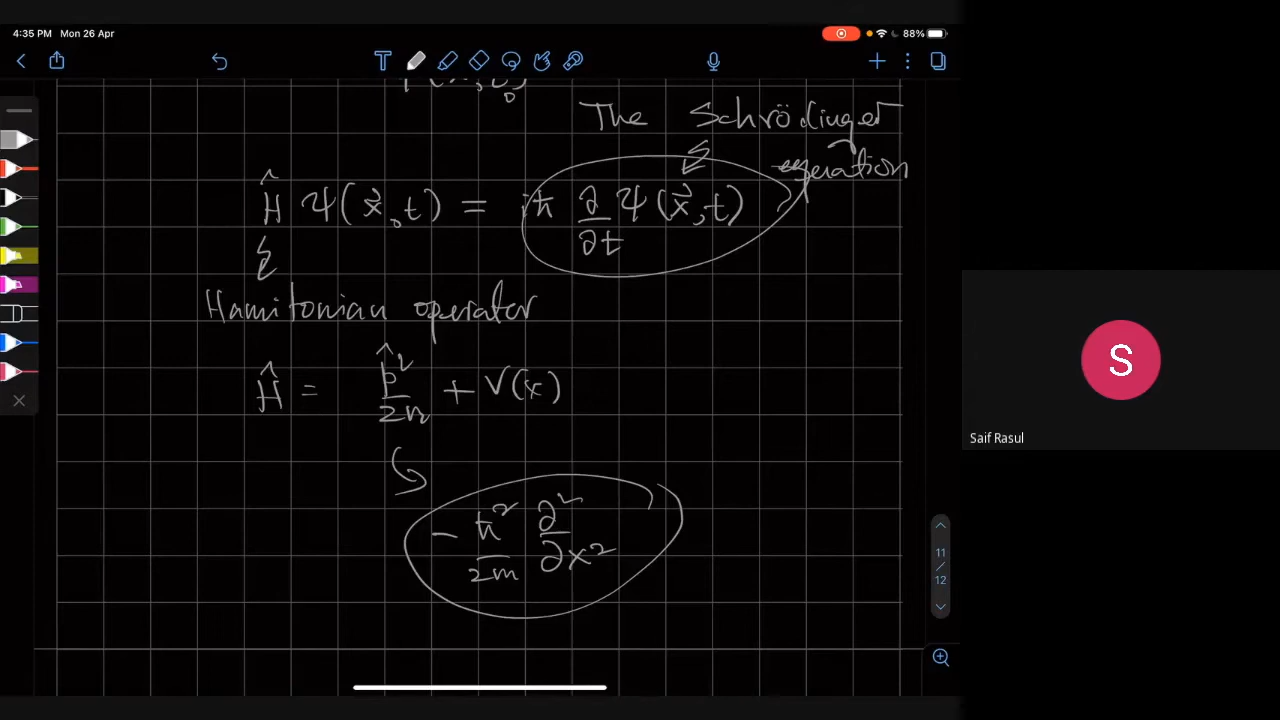 4:35 PM Mon 26 Apr
88%
The Schrödinger
equation
Ĥ Ψ(x⃗,t) = iħ ∂/∂t Ψ(x⃗,t)
Hamitonian operator
Ĥ = p̂²/2m + V(x)
- ħ²/2m ∂²/∂x²
11
/
12
S
Saif Rasul